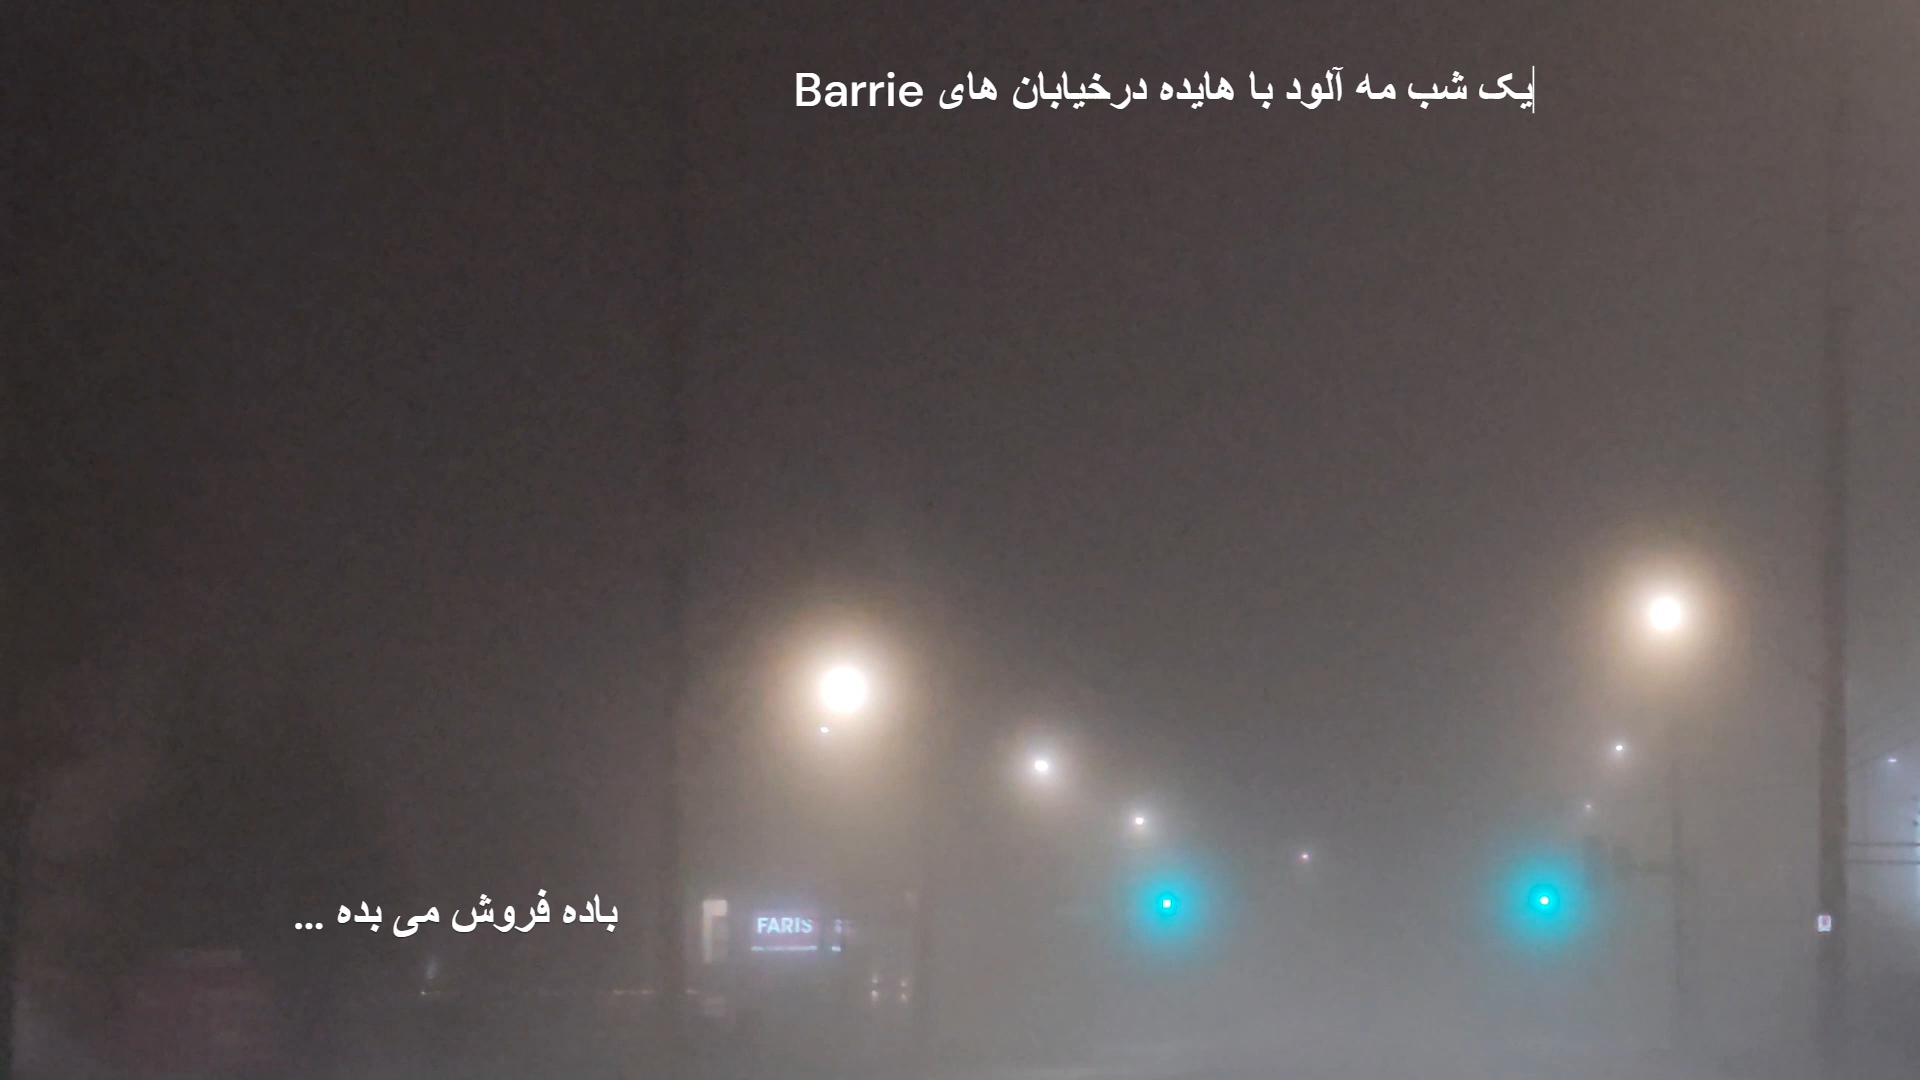 یک شب مه آلود با هایده درخیابان های Barrie
باده فروش می بده ...
FARIS